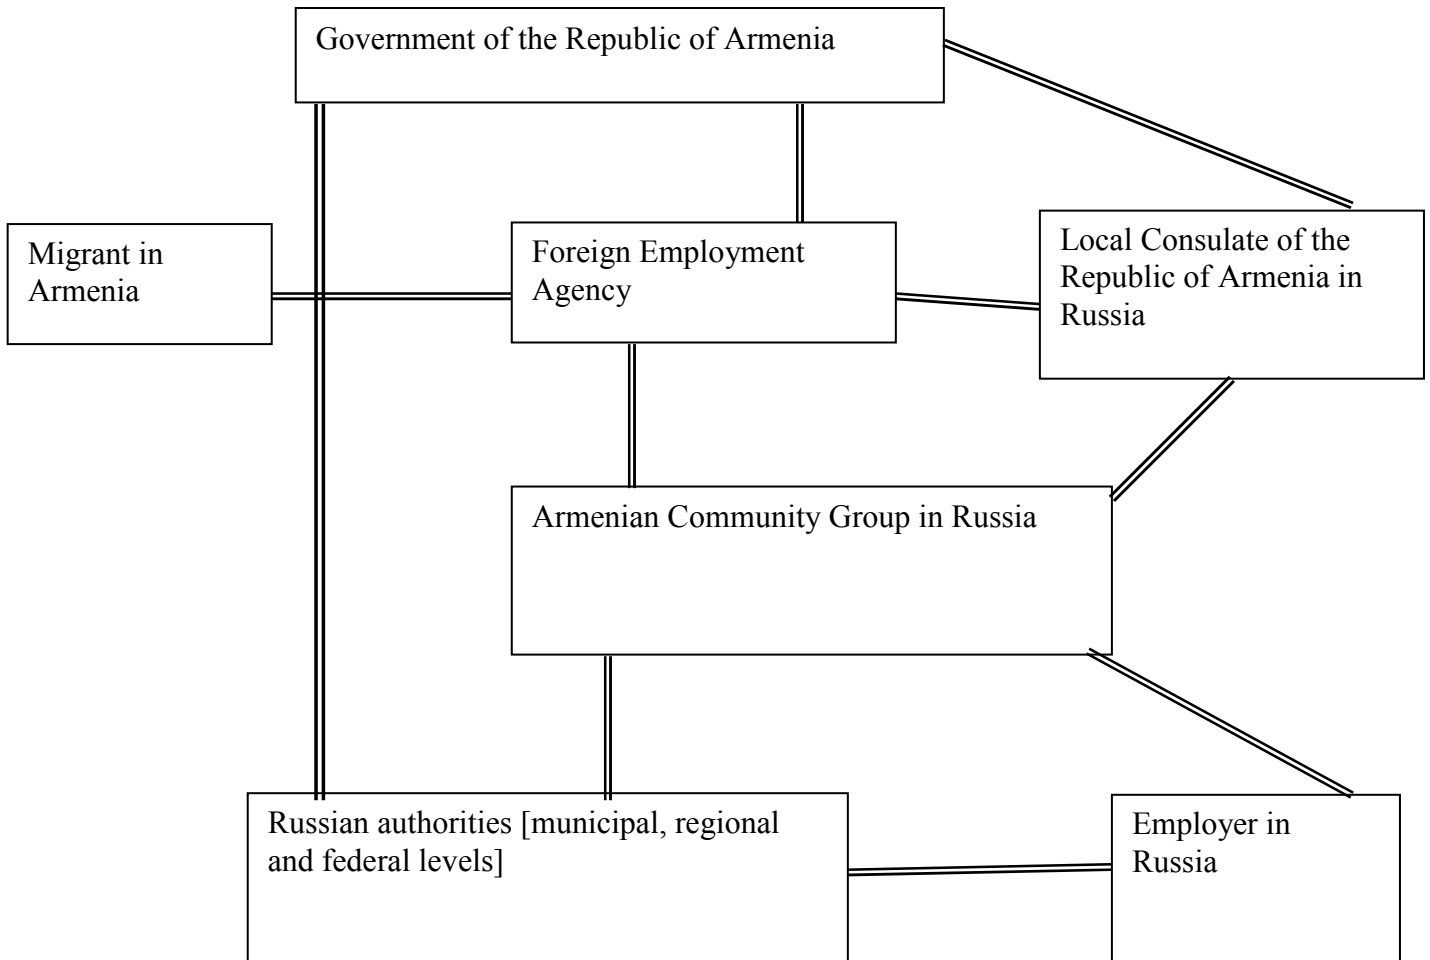 Government of the Republic of Armenia
Migrant in
Armenia
Foreign Employment
Agency
Local Consulate of the
Republic of Armenia in
Russia
Armenian Community Group in Russia
Russian authorities [municipal, regional
and federal levels]
Employer in
Russia